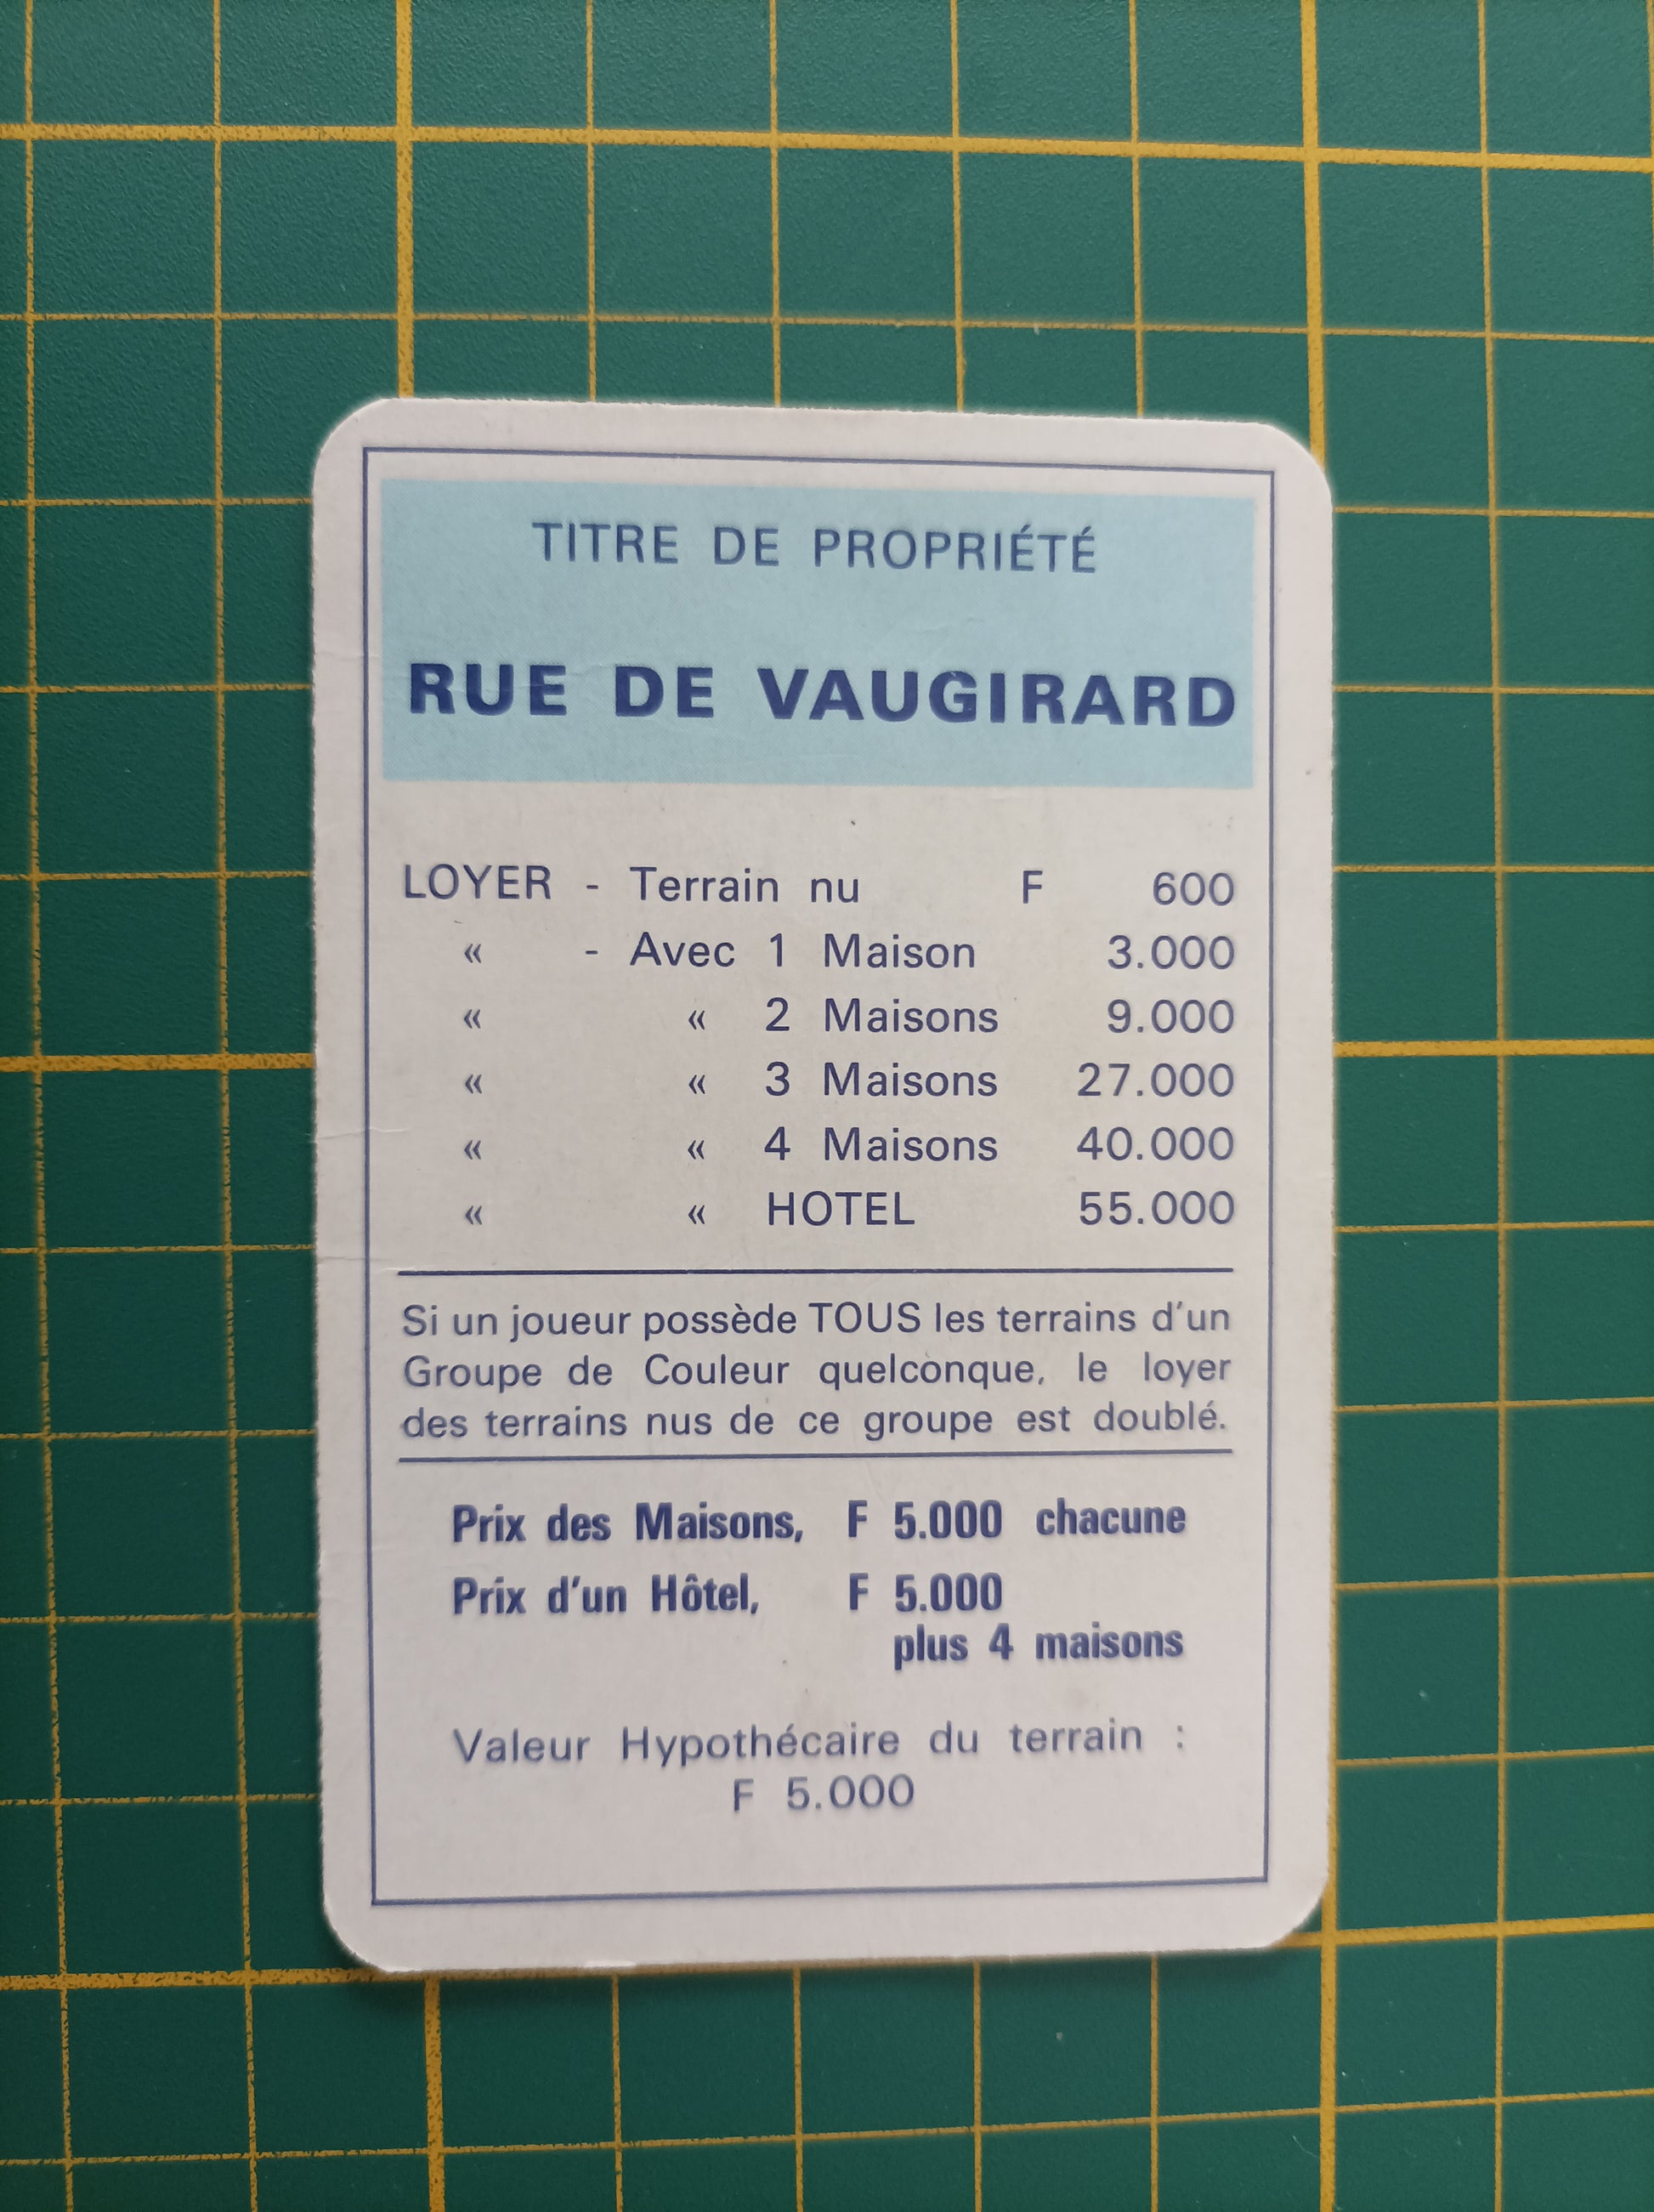 TITRE DE PROPRIÉTÉ
RUE DE VAUGIRARD
LOYER - Terrain nu F 600
« - Avec 1 Maison 3.000
« « 2 Maisons 9.000
« « 3 Maisons 27.000
« « 4 Maisons 40.000
« « HOTEL 55.000
Si un joueur possède TOUS les terrains d'un
Groupe de Couleur quelconque, le loyer
des terrains nus de ce groupe est doublé.
Prix des Maisons, F 5.000 chacune
Prix d'un Hôtel, F 5.000
plus 4 maisons
Valeur Hypothécaire du terrain :
F 5.000